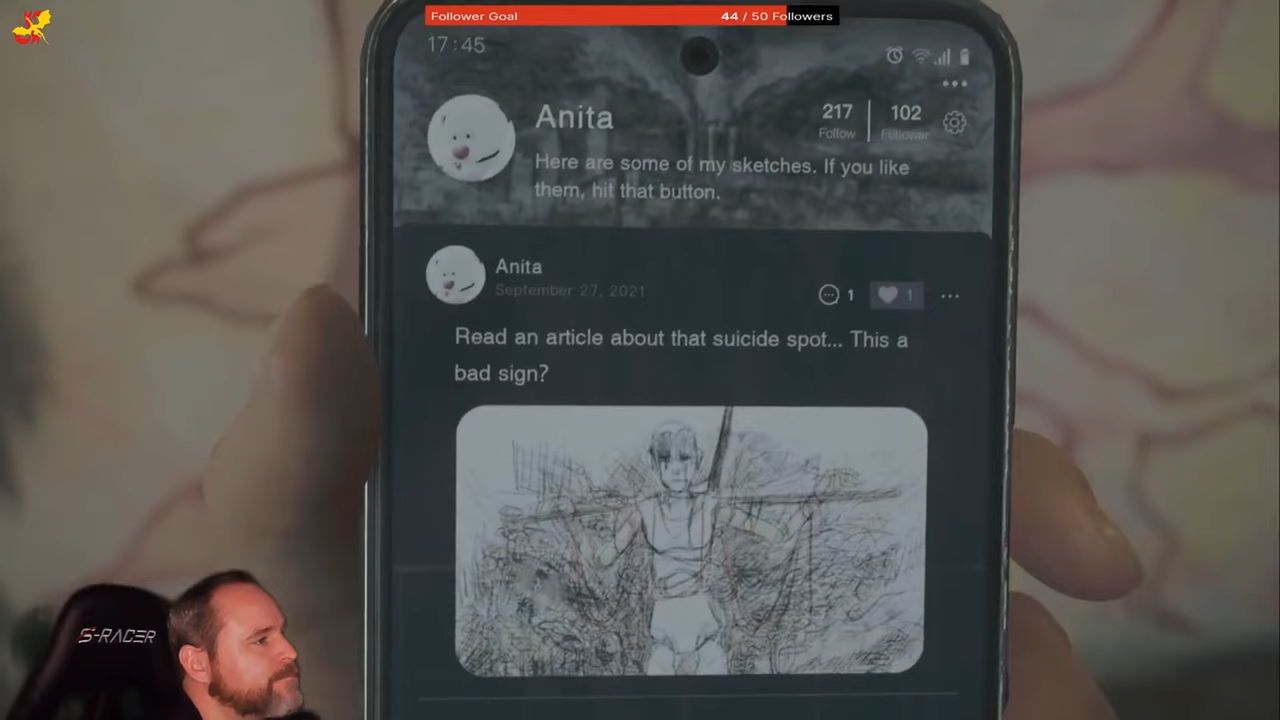 Follower Goal 44 / 50 Followers
17:45
Anita
217 102
Follow Follower
Here are some of my sketches. If you like
them, hit that button.
Anita
September 27, 2021
1 1
Read an article about that suicide spot... This a
bad sign?
S-RACER